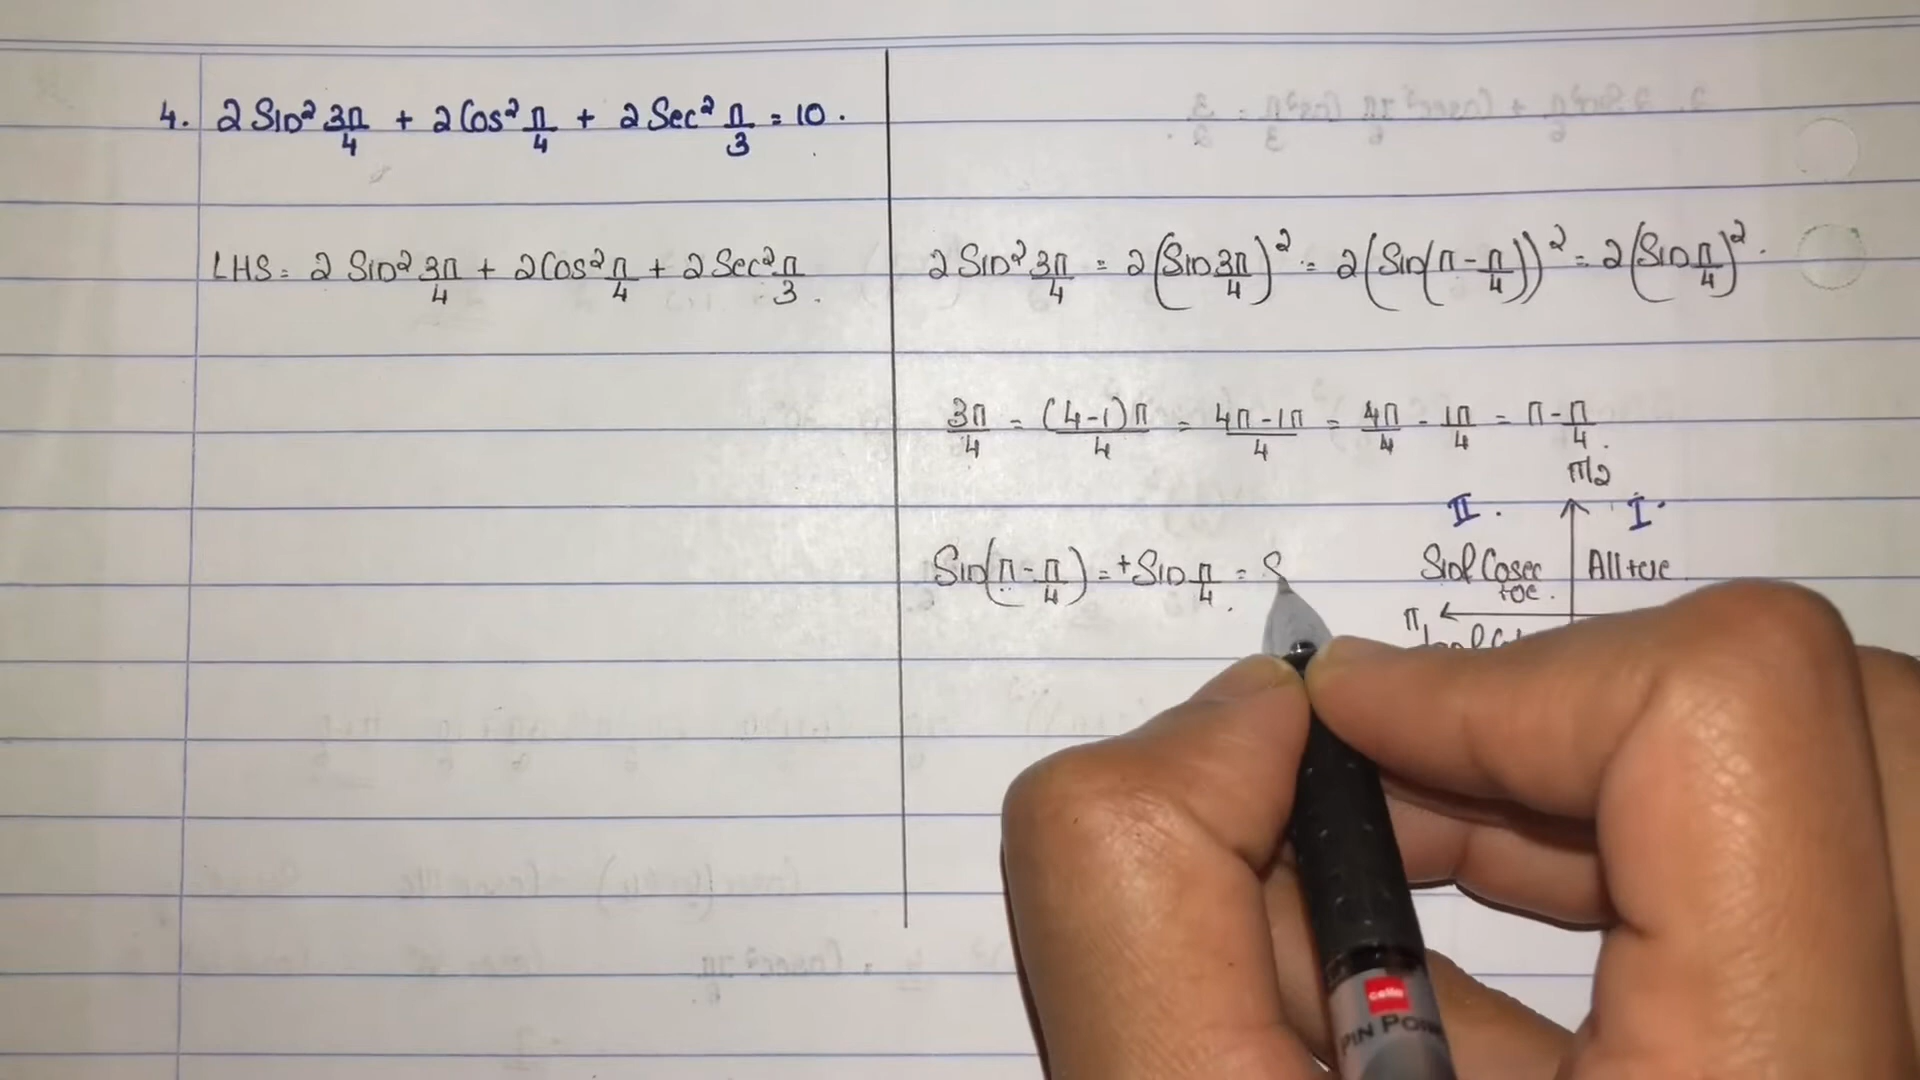 4. 2 Sin² 3π/4 + 2 Cos² π/4 + 2 Sec² π/3 = 10.
LHS = 2 Sin² 3π/4 + 2 Cos² π/4 + 2 Sec² π/3.
2 Sin² 3π/4 = 2(Sin 3π/4)² = 2(Sin(π - π/4))² = 2(Sin π/4)².
3π/4 = (4-1)π/4 = 4π-1π/4 = 4π/4 - 1π/4 = π - π/4.
π/2
II. I.
Sin & Cosec +ve. All +ve
Sin(π - π/4) = + Sin π/4 = S
π
cello
PIN POIN